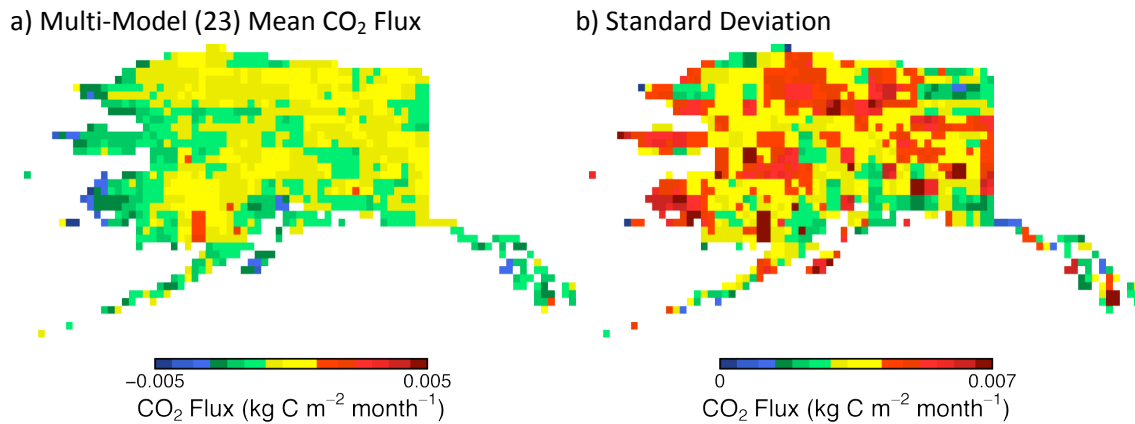 a) Multi-Model (23) Mean CO₂ Flux
b) Standard Deviation
−0.005 0.005
CO₂ Flux (kg C m⁻² month⁻¹)
0 0.007
CO₂ Flux (kg C m⁻² month⁻¹)